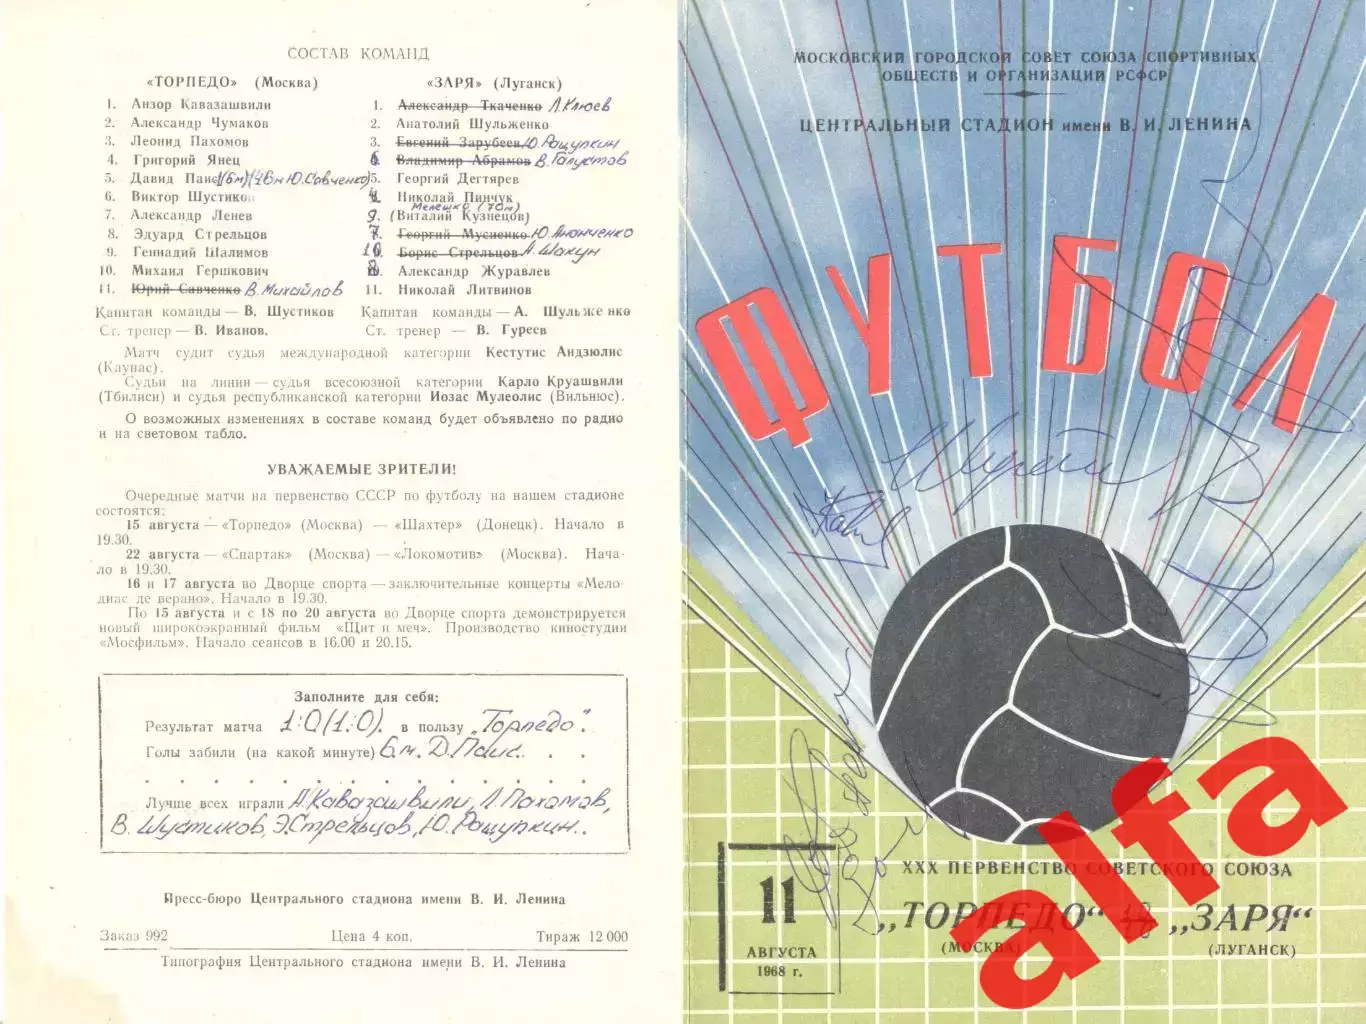 СОСТАВ КОМАНД
«ТОРПЕДО» (Москва)
1. Анзор Кавазашвили
2. Александр Чумаков
3. Леонид Пахомов
4. Григорий Янец
5. Давид Паис (6м) (46м Ю.Савченко)
6. Виктор Шустиков
7. Александр Ленев
8. Эдуард Стрельцов
9. Геннадий Шалимов
10. Михаил Гершкович
11. Юрий Савченко В.Михайлов
Капитан команды — В. Шустиков
Ст. тренер — В. Иванов.
«ЗАРЯ» (Луганск)
1. Александр Ткаченко Л.Клюев
2. Анатолий Шульженко
3. Евгений Зарубеев Ю.Ращупкин
6. Владимир Абрамов В.Галустов
5. Георгий Дегтярев
4. Николай Пинчук
Мелешко (70м)
9. (Виталий Кузнецов)
7. Георгий Мусиенко Ю.Ананченко
10. Борис Стрельцов А.Шакун
8. Александр Журавлев
11. Николай Литвинов
Капитан команды — А. Шульженко
Ст. тренер — В. Гуреев
Матч судит судья международной категории Кестутис Андзюлис
(Каунас).
Судьи на линии — судья всесоюзной категории Карло Круашвили
(Тбилиси) и судья республиканской категории Иозас Мулеолис (Вильнюс).
О возможных изменениях в составе команд будет объявлено по радио
и на световом табло.
УВАЖАЕМЫЕ ЗРИТЕЛИ!
Очередные матчи на первенство СССР по футболу на нашем стадионе
состоятся:
15 августа — «Торпедо» (Москва) — «Шахтер» (Донецк). Начало в
19.30.
22 августа — «Спартак» (Москва) — «Локомотив» (Москва). Нача-
ло в 19.30.
16 и 17 августа во Дворце спорта — заключительные концерты «Мело-
диас де верано». Начало в 19.30.
По 15 августа и с 18 по 20 августа во Дворце спорта демонстрируется
новый широкоэкранный фильм «Щит и меч». Производство киностудии
«Мосфильм». Начало сеансов в 16.00 и 20.15.
Заполните для себя:
Результат матча 1:0 (1:0). в пользу „Торпедо".
Голы забили (на какой минуте) 6м. Д.Паис. . .
Лучше всех играли А.Кавазашвили, Л.Пахомов,
В.Шустиков, Э.Стрельцов, Ю.Ращупкин.
Пресс-бюро Центрального стадиона имени В. И. Ленина
Заказ 992 Цена 4 коп. Тираж 12 000
Типография Центрального стадиона имени В. И. Ленина
МОСКОВСКИЙ ГОРОДСКОЙ СОВЕТ СОЮЗА СПОРТИВНЫХ
ОБЩЕСТВ И ОРГАНИЗАЦИЙ РСФСР
ЦЕНТРАЛЬНЫЙ СТАДИОН имени В. И. ЛЕНИНА
ФУТБОЛ
XXX ПЕРВЕНСТВО СОВЕТСКОГО СОЮЗА
11
АВГУСТА
1968 г.
„ТОРПЕДО"
(МОСКВА)
„ЗАРЯ"
(ЛУГАНСК)
alfa